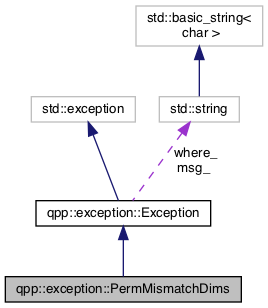 std::basic_string<
char >
std::exception
std::string
where_
msg_
qpp::exception::Exception
qpp::exception::PermMismatchDims